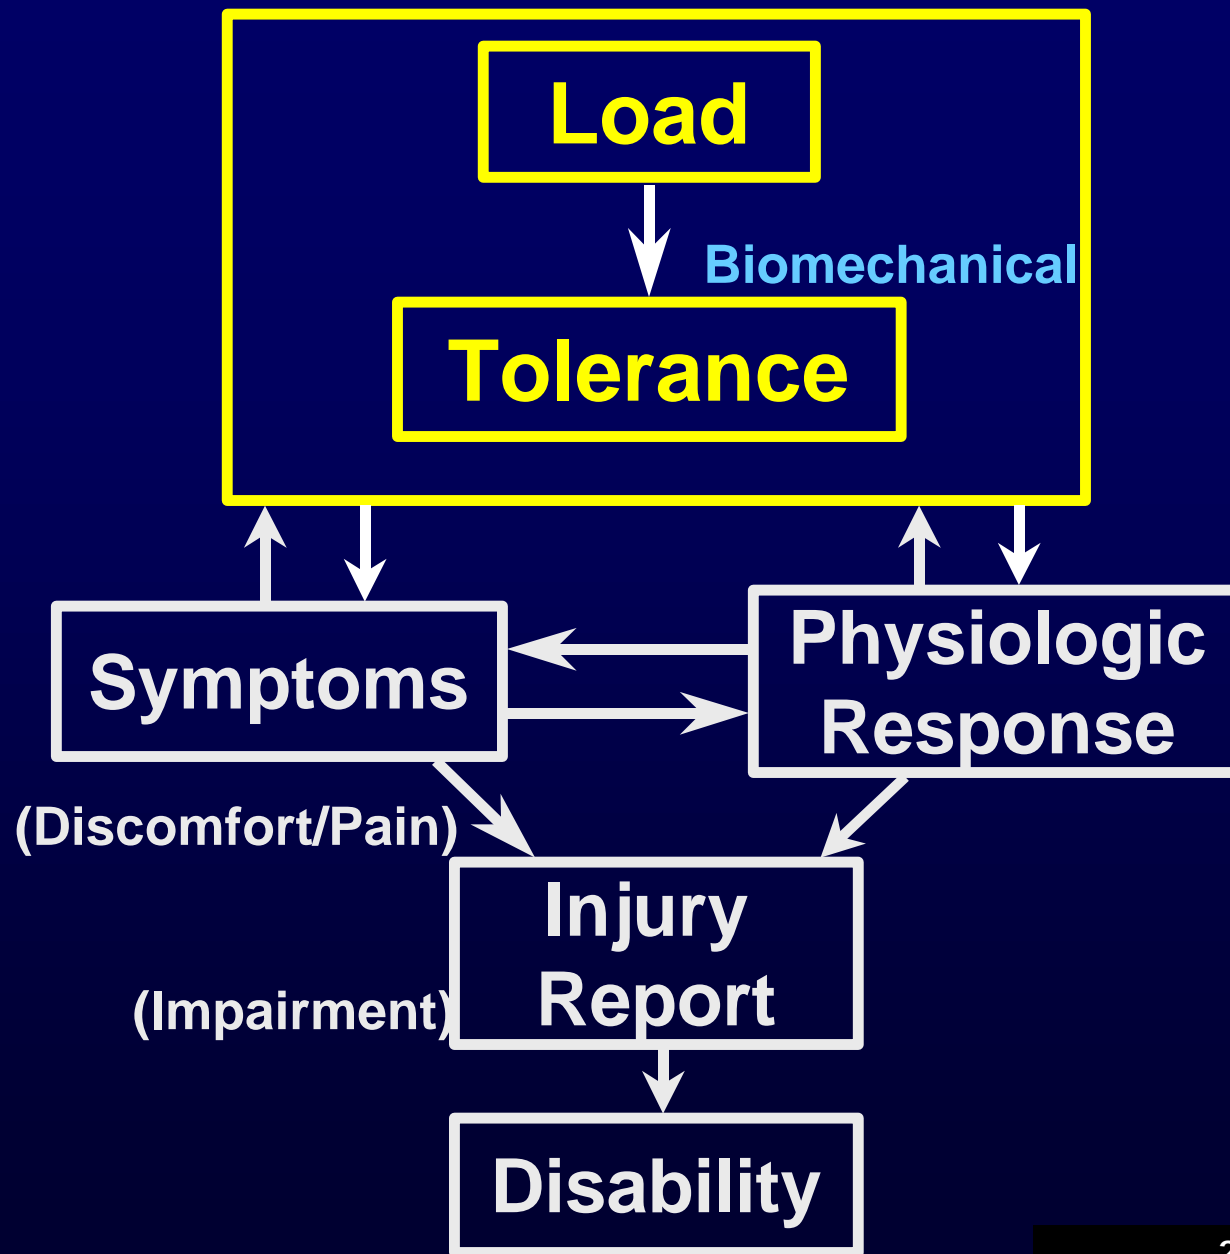 Load
Biomechanical
Tolerance
Symptoms
Physiologic
Response
(Discomfort/Pain)
Injury
Report
(Impairment)
Disability